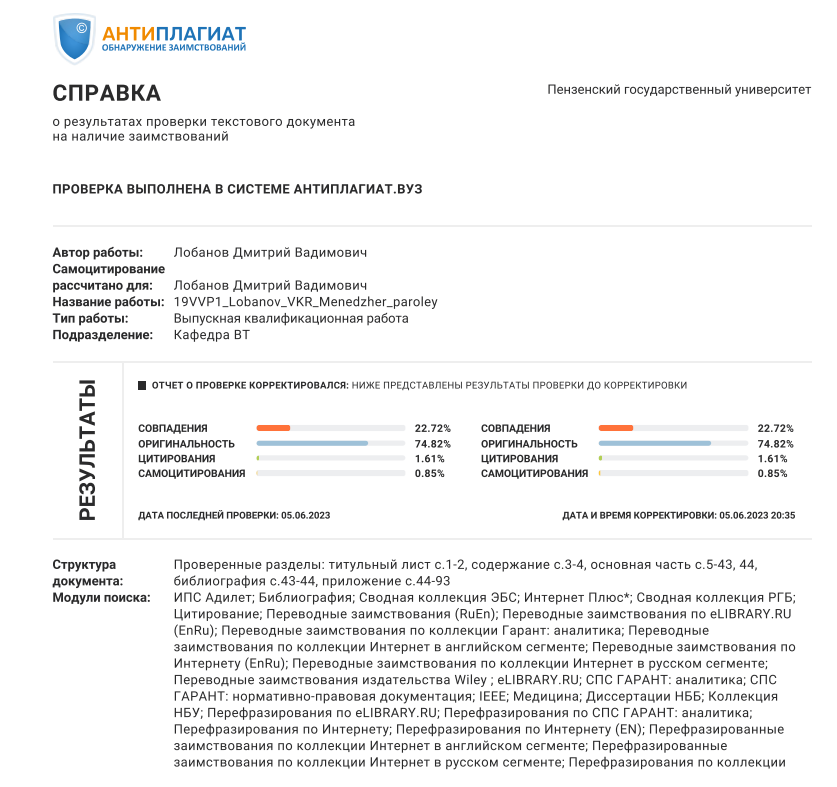 ©
АНТИПЛАГИАТ
ОБНАРУЖЕНИЕ ЗАИМСТВОВАНИЙ
СПРАВКА
Пензенский государственный университет
о результатах проверки текстового документа
на наличие заимствований
ПРОВЕРКА ВЫПОЛНЕНА В СИСТЕМЕ АНТИПЛАГИАТ.ВУЗ
Автор работы: Лобанов Дмитрий Вадимович
Самоцитирование
рассчитано для: Лобанов Дмитрий Вадимович
Название работы: 19VVP1_Lobanov_VKR_Menedzher_paroley
Тип работы: Выпускная квалификационная работа
Подразделение: Кафедра ВТ
РЕЗУЛЬТАТЫ
ОТЧЕТ О ПРОВЕРКЕ КОРРЕКТИРОВАЛСЯ: НИЖЕ ПРЕДСТАВЛЕНЫ РЕЗУЛЬТАТЫ ПРОВЕРКИ ДО КОРРЕКТИРОВКИ
СОВПАДЕНИЯ 22.72%
ОРИГИНАЛЬНОСТЬ 74.82%
ЦИТИРОВАНИЯ 1.61%
САМОЦИТИРОВАНИЯ 0.85%
СОВПАДЕНИЯ 22.72%
ОРИГИНАЛЬНОСТЬ 74.82%
ЦИТИРОВАНИЯ 1.61%
САМОЦИТИРОВАНИЯ 0.85%
ДАТА ПОСЛЕДНЕЙ ПРОВЕРКИ: 05.06.2023
ДАТА И ВРЕМЯ КОРРЕКТИРОВКИ: 05.06.2023 20:35
Структура Проверенные разделы: титульный лист с.1-2, содержание с.3-4, основная часть с.5-43, 44,
документа: библиография с.43-44, приложение с.44-93
Модули поиска: ИПС Адилет; Библиография; Сводная коллекция ЭБС; Интернет Плюс*; Сводная коллекция РГБ;
Цитирование; Переводные заимствования (RuEn); Переводные заимствования по eLIBRARY.RU
(EnRu); Переводные заимствования по коллекции Гарант: аналитика; Переводные
заимствования по коллекции Интернет в английском сегменте; Переводные заимствования по
Интернету (EnRu); Переводные заимствования по коллекции Интернет в русском сегменте;
Переводные заимствования издательства Wiley ; eLIBRARY.RU; СПС ГАРАНТ: аналитика; СПС
ГАРАНТ: нормативно-правовая документация; IEEE; Медицина; Диссертации НББ; Коллекция
НБУ; Перефразирования по eLIBRARY.RU; Перефразирования по СПС ГАРАНТ: аналитика;
Перефразирования по Интернету; Перефразирования по Интернету (EN); Перефразированные
заимствования по коллекции Интернет в английском сегменте; Перефразированные
заимствования по коллекции Интернет в русском сегменте; Перефразирования по коллекции